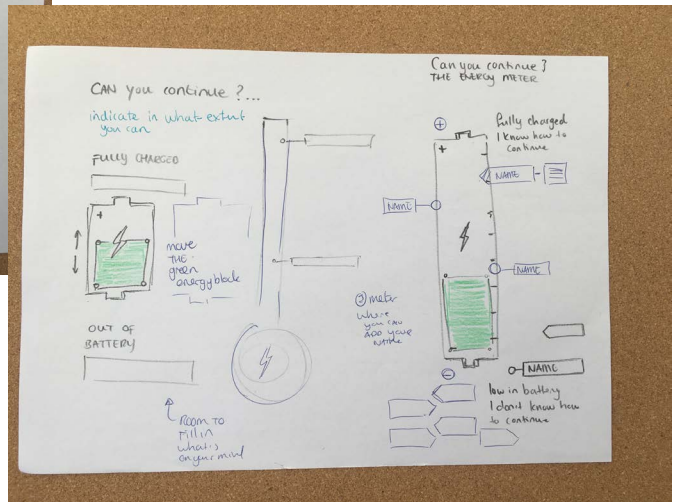 CAN you continue ?...
indicate in what extent
you can
FULLY CHARGED
+
move
THE
green
energy block
OUT OF
BATTERY
ROOM TO
Fill in
what's
on your mind
Can you continue ?
THE ENERGY METER
+
fully charged
I know how to
continue
+
NAME
NAME
NAME
meter
where
you can
ADD your
NAME
NAME
-
low in battery
I don't know how
to continue